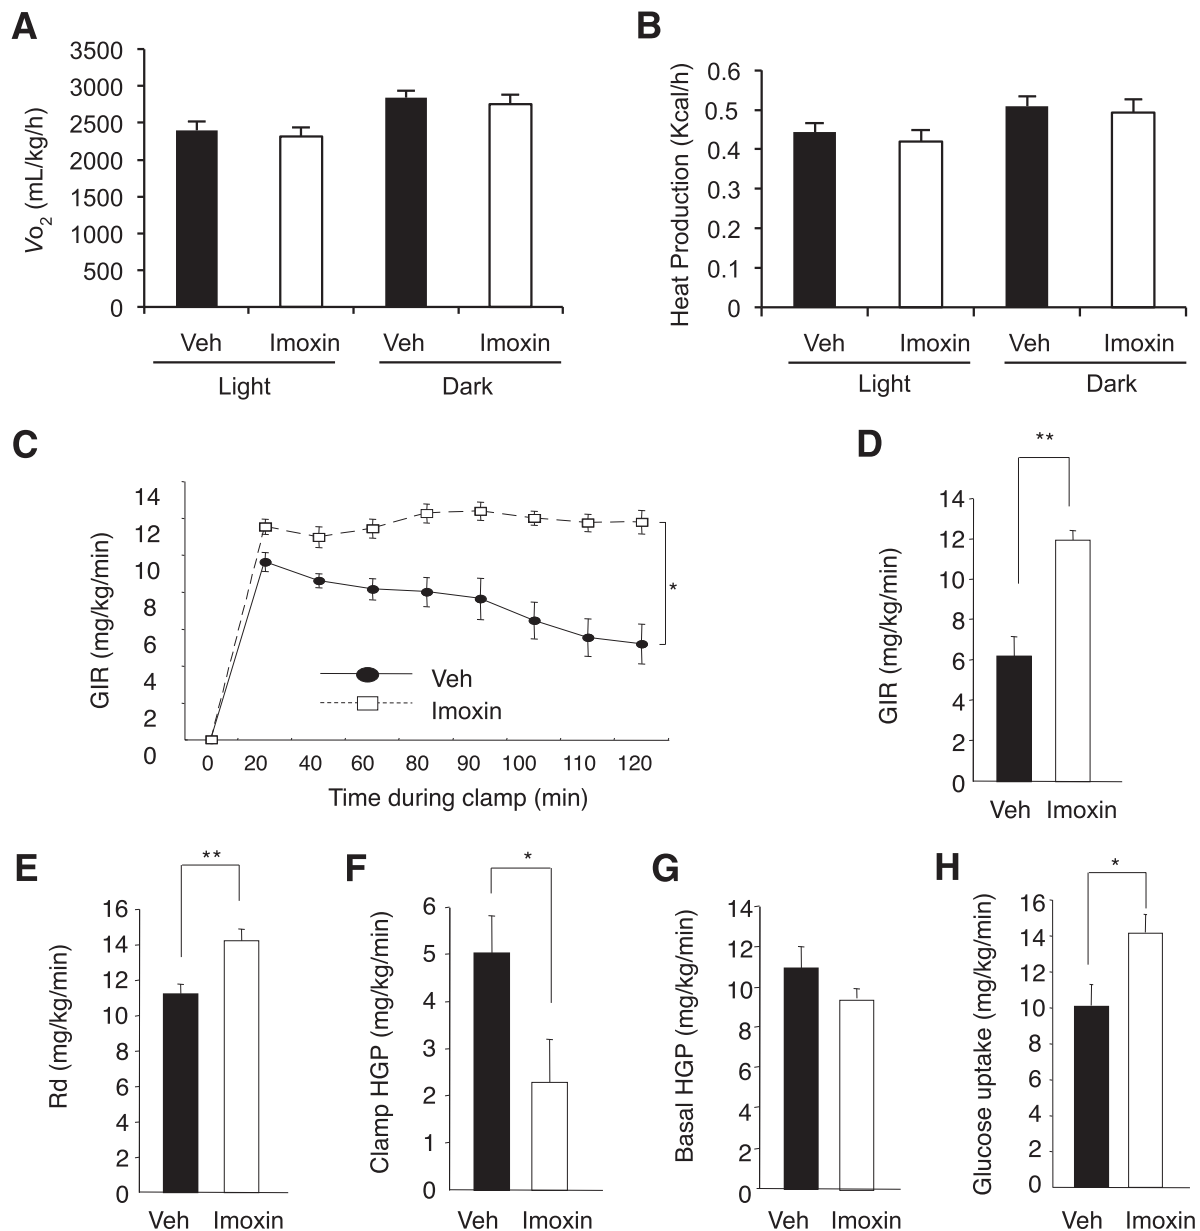 A
3500
3000
2500
2000
1500
1000
500
0
Vo2 (mL/kg/h)
Veh Imoxin Veh Imoxin
Light Dark
B
0.6
0.5
0.4
0.3
0.2
0.1
0
Heat Production (Kcal/h)
Veh Imoxin Veh Imoxin
Light Dark
C
14
12
10
8
6
4
2
0
GIR (mg/kg/min)
*
Veh
Imoxin
0 20 40 60 80 90 100 110 120
Time during clamp (min)
D
**
14
12
10
8
6
4
2
0
GIR (mg/kg/min)
Veh Imoxin
E
**
16
14
12
10
8
6
4
2
0
Rd (mg/kg/min)
Veh Imoxin
F
*
6
5
4
3
2
1
0
Clamp HGP (mg/kg/min)
Veh Imoxin
G
14
12
10
8
6
4
2
0
Basal HGP (mg/kg/min)
Veh Imoxin
H
*
16
14
12
10
8
6
4
2
0
Glucose uptake (mg/kg/min)
Veh Imoxin